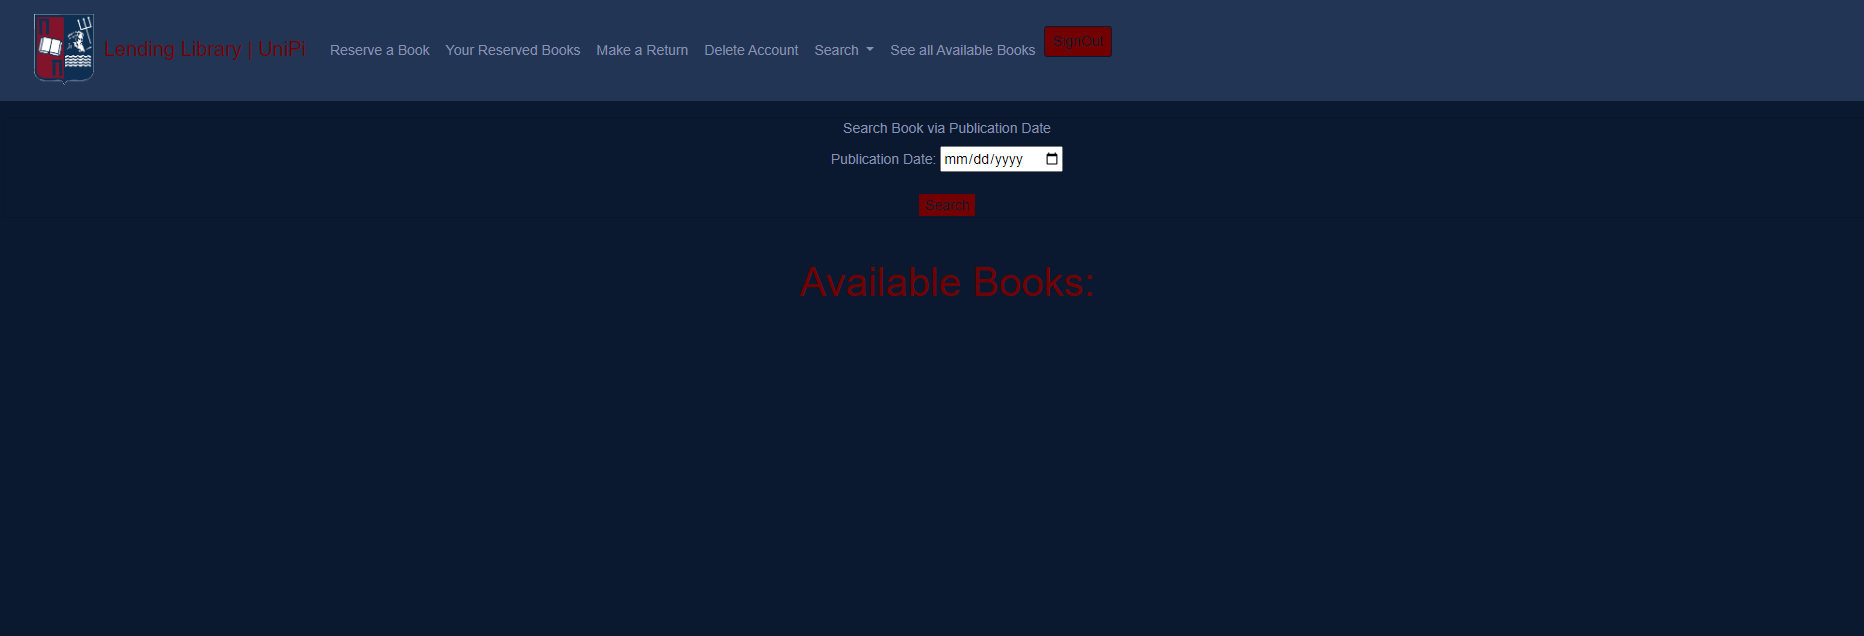 Lending Library | UniPi Reserve a Book Your Reserved Books Make a Return Delete Account Search See all Available Books SignOut
Search Book via Publication Date
Publication Date: mm/dd/yyyy
Search
Available Books: